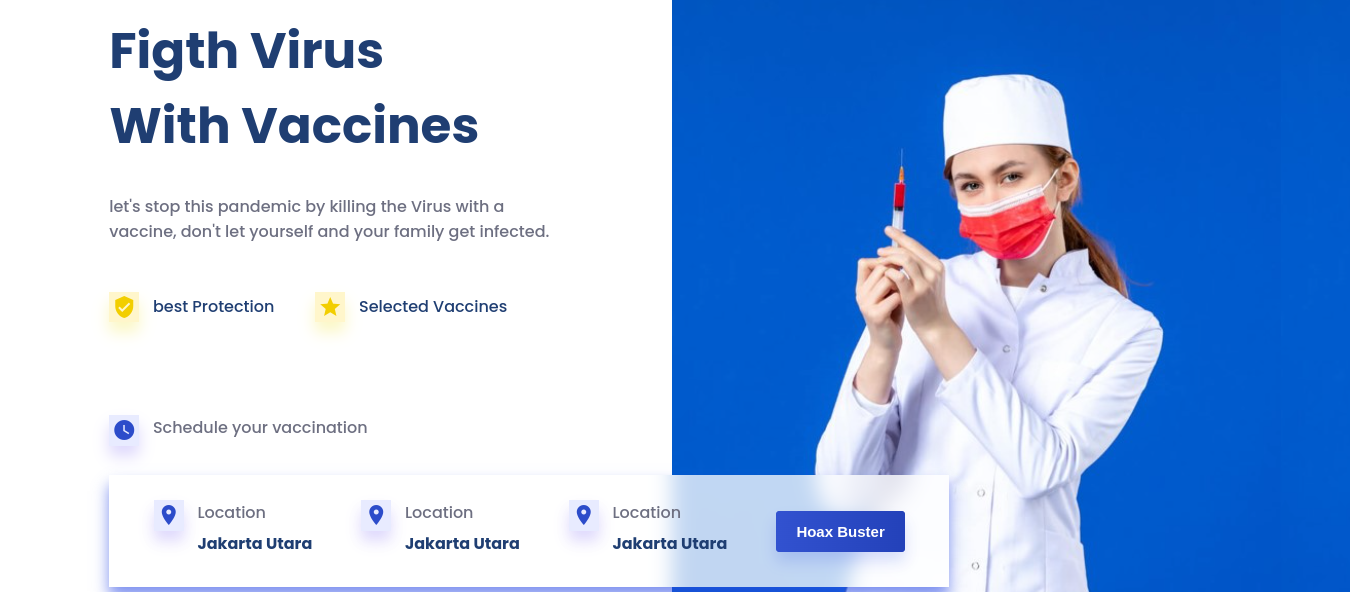 Figth Virus
With Vaccines
let's stop this pandemic by killing the Virus with a
vaccine, don't let yourself and your family get infected.
best Protection
Selected Vaccines
Schedule your vaccination
Location
Jakarta Utara
Location
Jakarta Utara
Location
Jakarta Utara
Hoax Buster